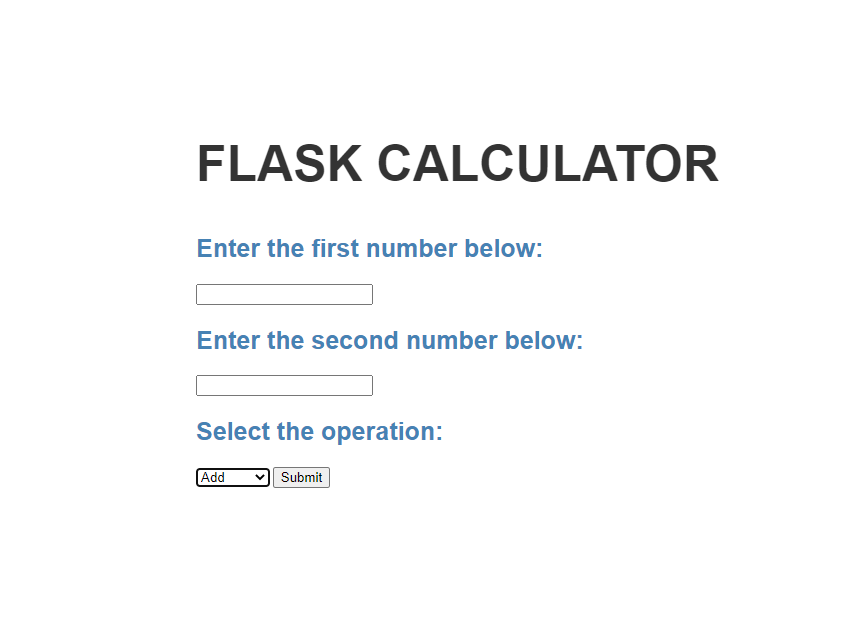 FLASK CALCULATOR
Enter the first number below:
Enter the second number below:
Select the operation:
Add Submit